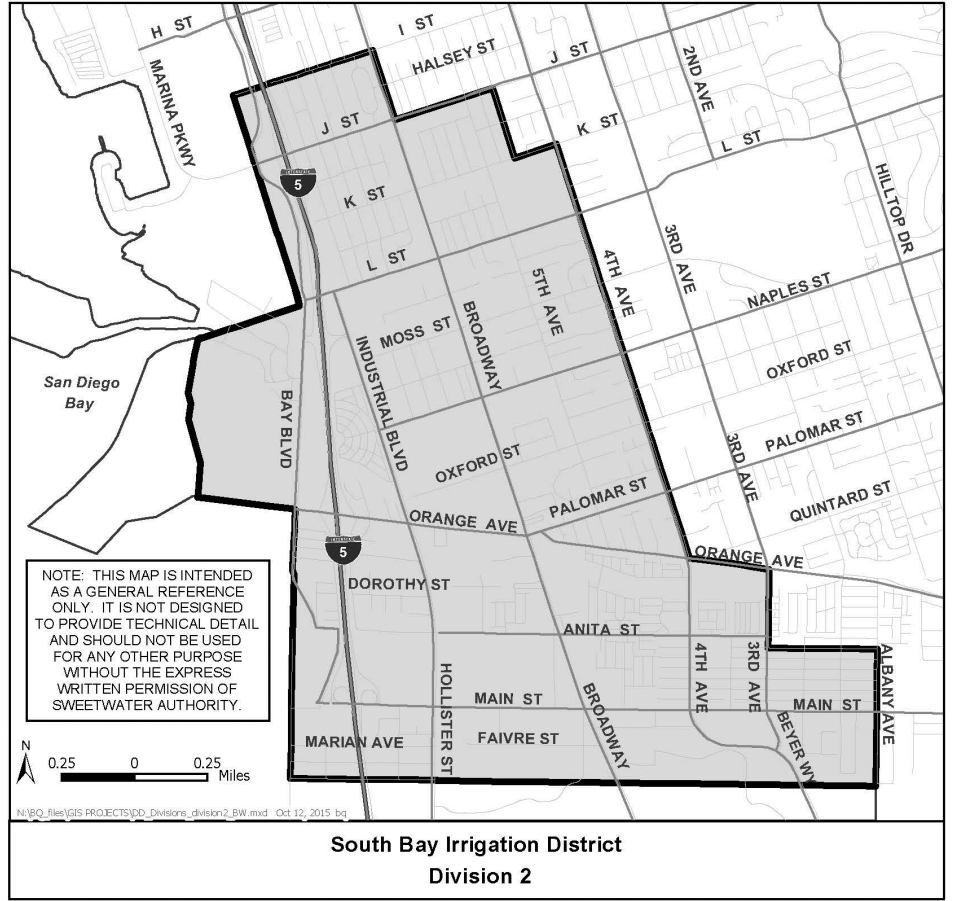 H ST
I ST
HALSEY ST
J ST
2ND AVE
MARINA PKWY
J ST
K ST
L ST
INTERSTATE
5
K ST
HILLTOP DR
L ST
3RD AVE
4TH AVE
5TH AVE
NAPLES ST
BROADWAY
MOSS ST
INDUSTRIAL BLVD
OXFORD ST
San Diego
Bay
BAY BLVD
3RD AVE
PALOMAR ST
OXFORD ST
PALOMAR ST
QUINTARD ST
ORANGE AVE
INTERSTATE
5
ORANGE AVE
DOROTHY ST
NOTE: THIS MAP IS INTENDED
AS A GENERAL REFERENCE
ONLY. IT IS NOT DESIGNED
TO PROVIDE TECHNICAL DETAIL
AND SHOULD NOT BE USED
FOR ANY OTHER PURPOSE
WITHOUT THE EXPRESS
WRITTEN PERMISSION OF
SWEETWATER AUTHORITY.
ANITA ST
4TH AVE
3RD AVE
ALBANY AVE
HOLLISTER ST
MAIN ST
BROADWAY
MAIN ST
BEYER WY
MARIAN AVE
FAIVRE ST
N
0.25 0 0.25
Miles
N:\BQ_files\GIS PROJECTS\DD_Divisions_division2_BW.mxd Oct 12, 2015 bq
South Bay Irrigation District
Division 2